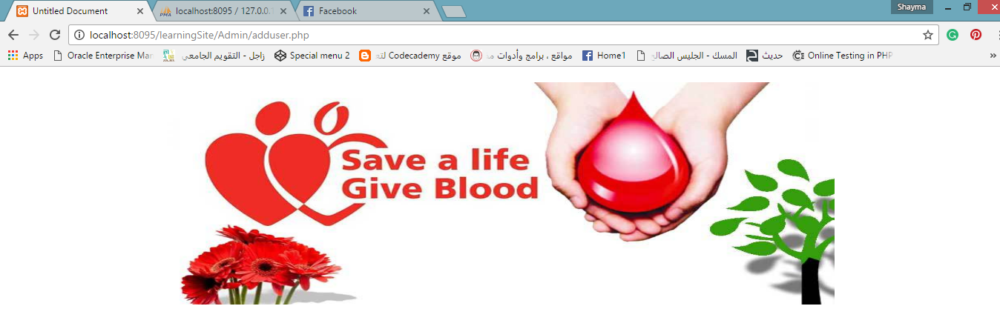 Untitled Document
localhost:8095 / 127.0.0.1
Facebook
Shayma
localhost:8095/learningSite/Admin/adduser.php
Apps
Oracle Enterprise Man
زاجل - التقويم الجامعي
Special menu 2
موقع Codecademy لتع
مواقع ، برامج وأدوات مذ
Home1
المسك - الجليس الصالح
حديث
Online Testing in PHP
Save a life
Give Blood